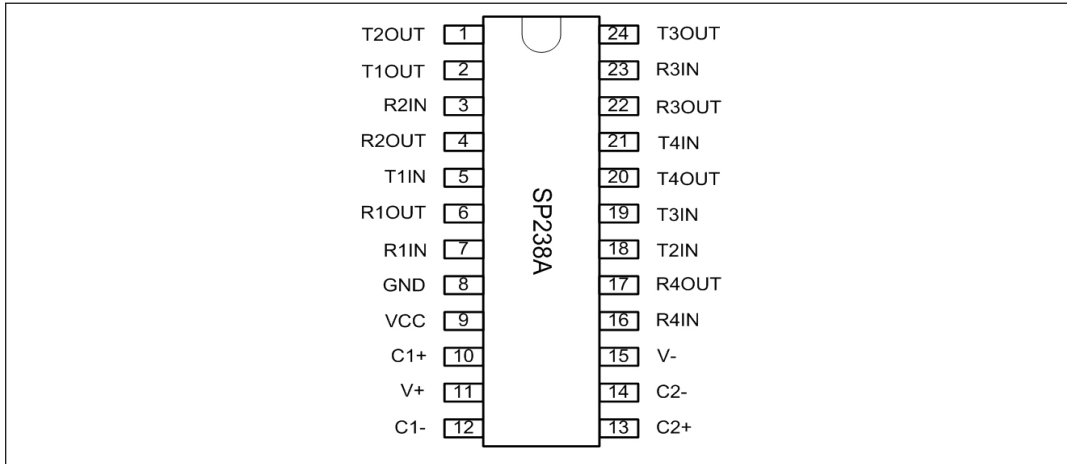 T2OUT 1 24 T3OUT
T1OUT 2 23 R3IN
R2IN 3 22 R3OUT
R2OUT 4 21 T4IN
T1IN 5 20 T4OUT
R1OUT 6 19 T3IN
R1IN 7 18 T2IN
GND 8 17 R4OUT
VCC 9 16 R4IN
C1+ 10 15 V-
V+ 11 14 C2-
C1- 12 13 C2+
SP238A